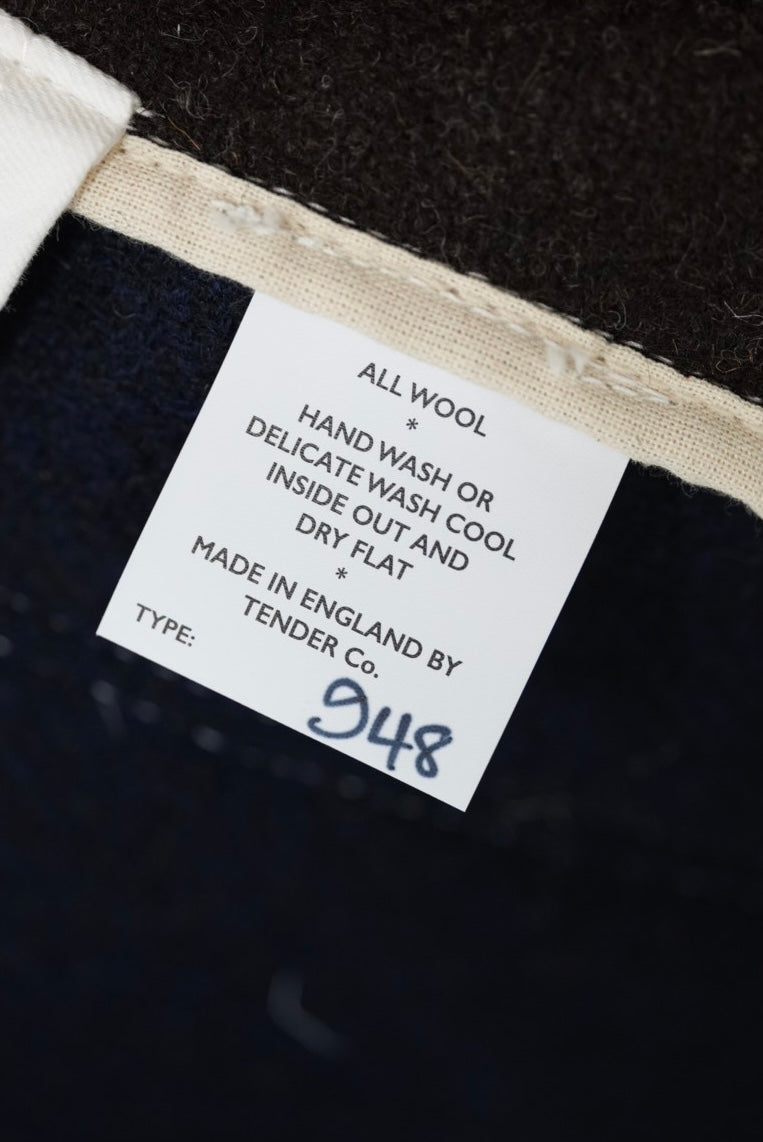 ALL WOOL
*
HAND WASH OR
DELICATE WASH COOL
INSIDE OUT AND
DRY FLAT
*
MADE IN ENGLAND BY
TENDER Co.
TYPE: 948